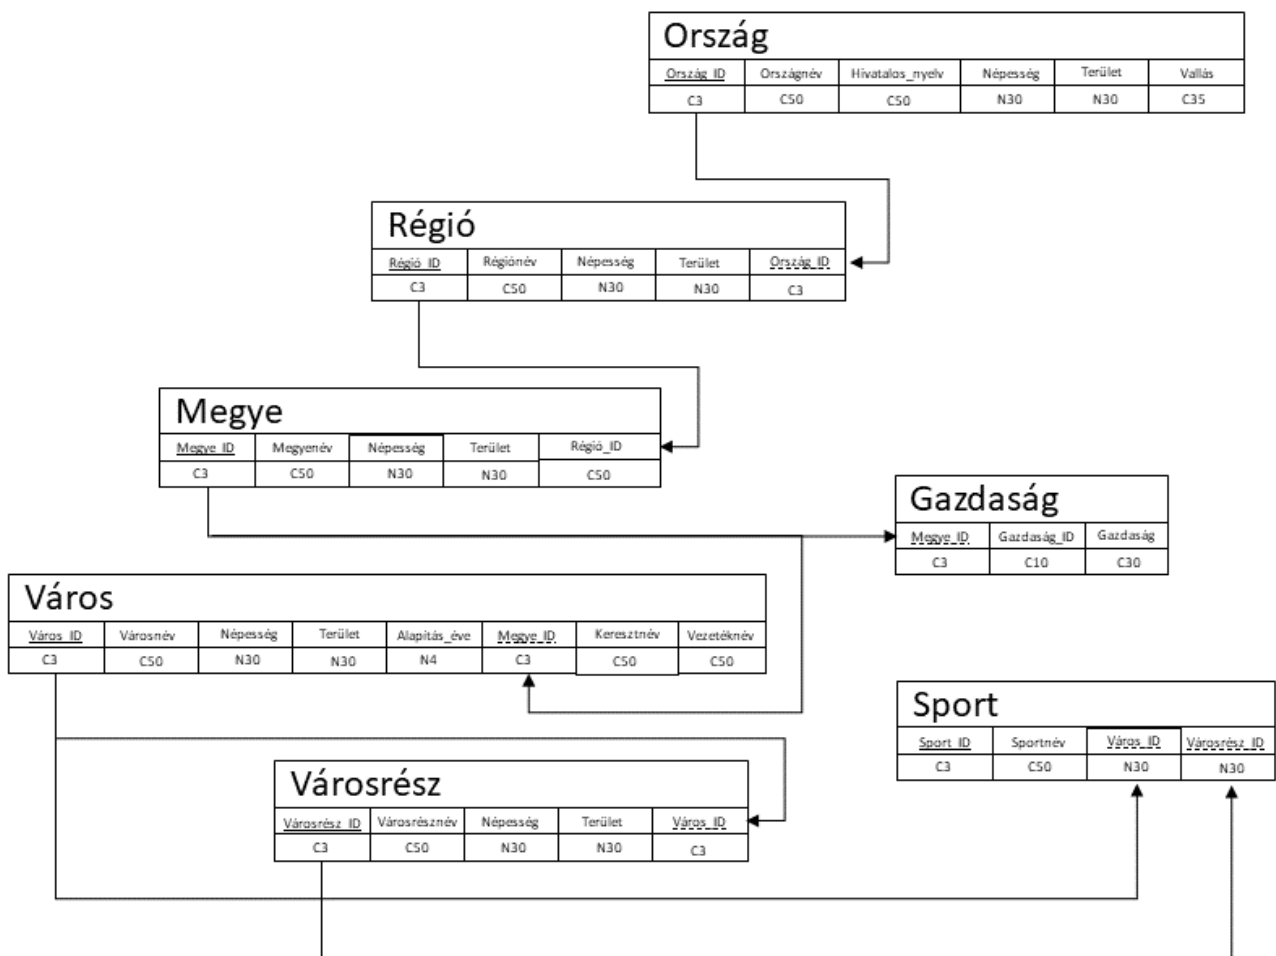 Ország
Ország_ID Országnév Hivatalos_nyelv Népesség Terület Vallás
C3 C50 C50 N30 N30 C35
Régió
Régió_ID Régiónév Népesség Terület Ország_ID
C3 C50 N30 N30 C3
Megye
Megye_ID Megyenév Népesség Terület Régió_ID
C3 C50 N30 N30 C50
Gazdaság
Megye_ID Gazdaság_ID Gazdaság
C3 C10 C30
Város
Város_ID Városnév Népesség Terület Alapítás_éve Megye_ID Keresztnév Vezetéknév
C3 C50 N30 N30 N4 C3 C50 C50
Sport
Sport_ID Sportnév Város_ID Városrész_ID
C3 C50 N30 N30
Városrész
Városrész_ID Városrésznév Népesség Terület Város_ID
C3 C50 N30 N30 C3